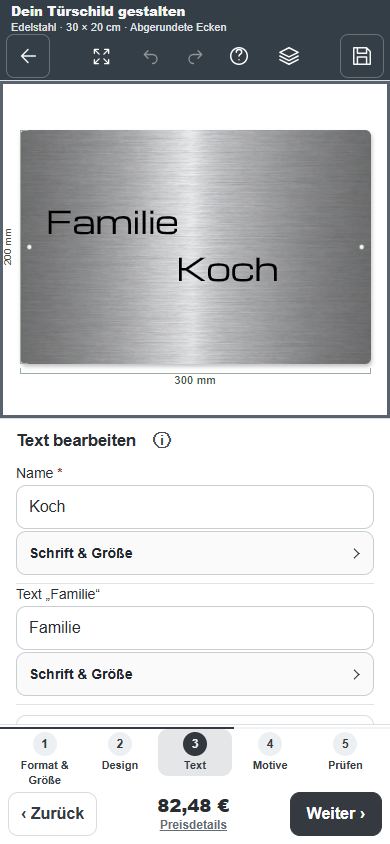 Dein Türschild gestalten
Edelstahl · 30 × 20 cm · Abgerundete Ecken
Familie
Koch
200 mm
300 mm
Text bearbeiten
Name *
Koch
Schrift & Größe
Text „Familie“
Familie
Schrift & Größe
1
Format &
Größe
2
Design
3
Text
4
Motive
5
Prüfen
‹ Zurück
82,48 €
Preisdetails
Weiter ›